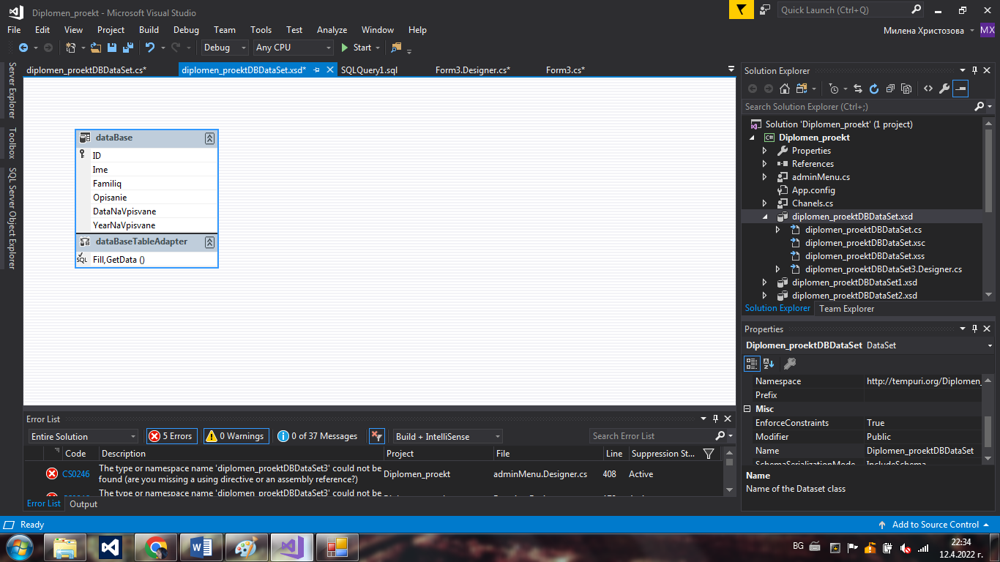 Diplomen_proekt - Microsoft Visual Studio
Quick Launch (Ctrl+Q)
File Edit View Project Build Debug Team Tools Test Analyze Window Help
Милена Христозова MX
Debug Any CPU Start
diplomen_proektDBDataSet.cs* diplomen_proektDBDataSet.xsd* SQLQuery1.sql Form3.Designer.cs* Form3.cs*
Server Explorer
Toolbox
SQL Server Object Explorer
dataBase
ID
Ime
Familiq
Opisanie
DataNaVpisvane
YearNaVpisvane
dataBaseTableAdapter
SQL Fill,GetData ()
Solution Explorer
Search Solution Explorer (Ctrl+;)
Solution 'Diplomen_proekt' (1 project)
C# Diplomen_proekt
Properties
References
adminMenu.cs
App.config
Chanels.cs
diplomen_proektDBDataSet.xsd
diplomen_proektDBDataSet.cs
diplomen_proektDBDataSet.xsc
diplomen_proektDBDataSet.xss
diplomen_proektDBDataSet3.Designer.cs
diplomen_proektDBDataSet1.xsd
diplomen_proektDBDataSet2.xsd
Solution Explorer Team Explorer
Properties
Diplomen_proektDBDataSet DataSet
Namespace http://tempuri.org/Diplomen_
Prefix
Misc
EnforceConstraints True
Modifier Public
Name Diplomen_proektDBDataSet
SchemaSerializationMode IncludeSchema
Name
Name of the Dataset class
Error List
Entire Solution 5 Errors 0 Warnings 0 of 37 Messages Build + IntelliSense Search Error List
Code Description Project File Line Suppression St...
CS0246 The type or namespace name 'diplomen_proektDBDataSet3' could not be found (are you missing a using directive or an assembly reference?) Diplomen_proekt adminMenu.Designer.cs 408 Active
The type or namespace name 'diplomen_proektDBDataSet3' could not be
Error List Output
Ready Add to Source Control
BG 22:34
12.4.2022 г.